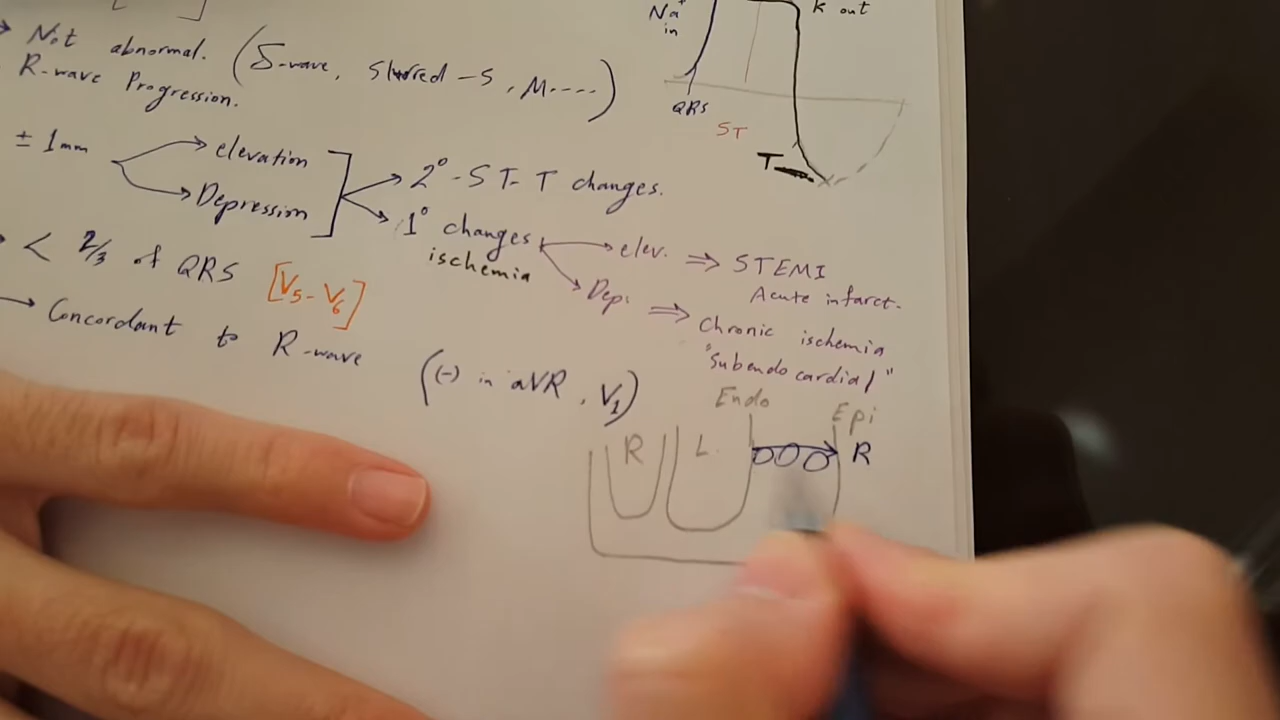 Na+
in
K out
Not abnormal. (δ-wave, slurred-S, M....)
R-wave Progression.
QRS
ST
T
± 1mm
elevation
Depression
2° - ST-T changes.
1° changes
ischemia
elev. ⇒ STEMI
Acute infarct.
Dep. ⇒ Chronic ischemia
"Subendocardial"
< 2/3 of QRS [V5-V6]
→ Concordant to R-wave
((-) in aVR, V1)
Endo
Epi
R
L
R